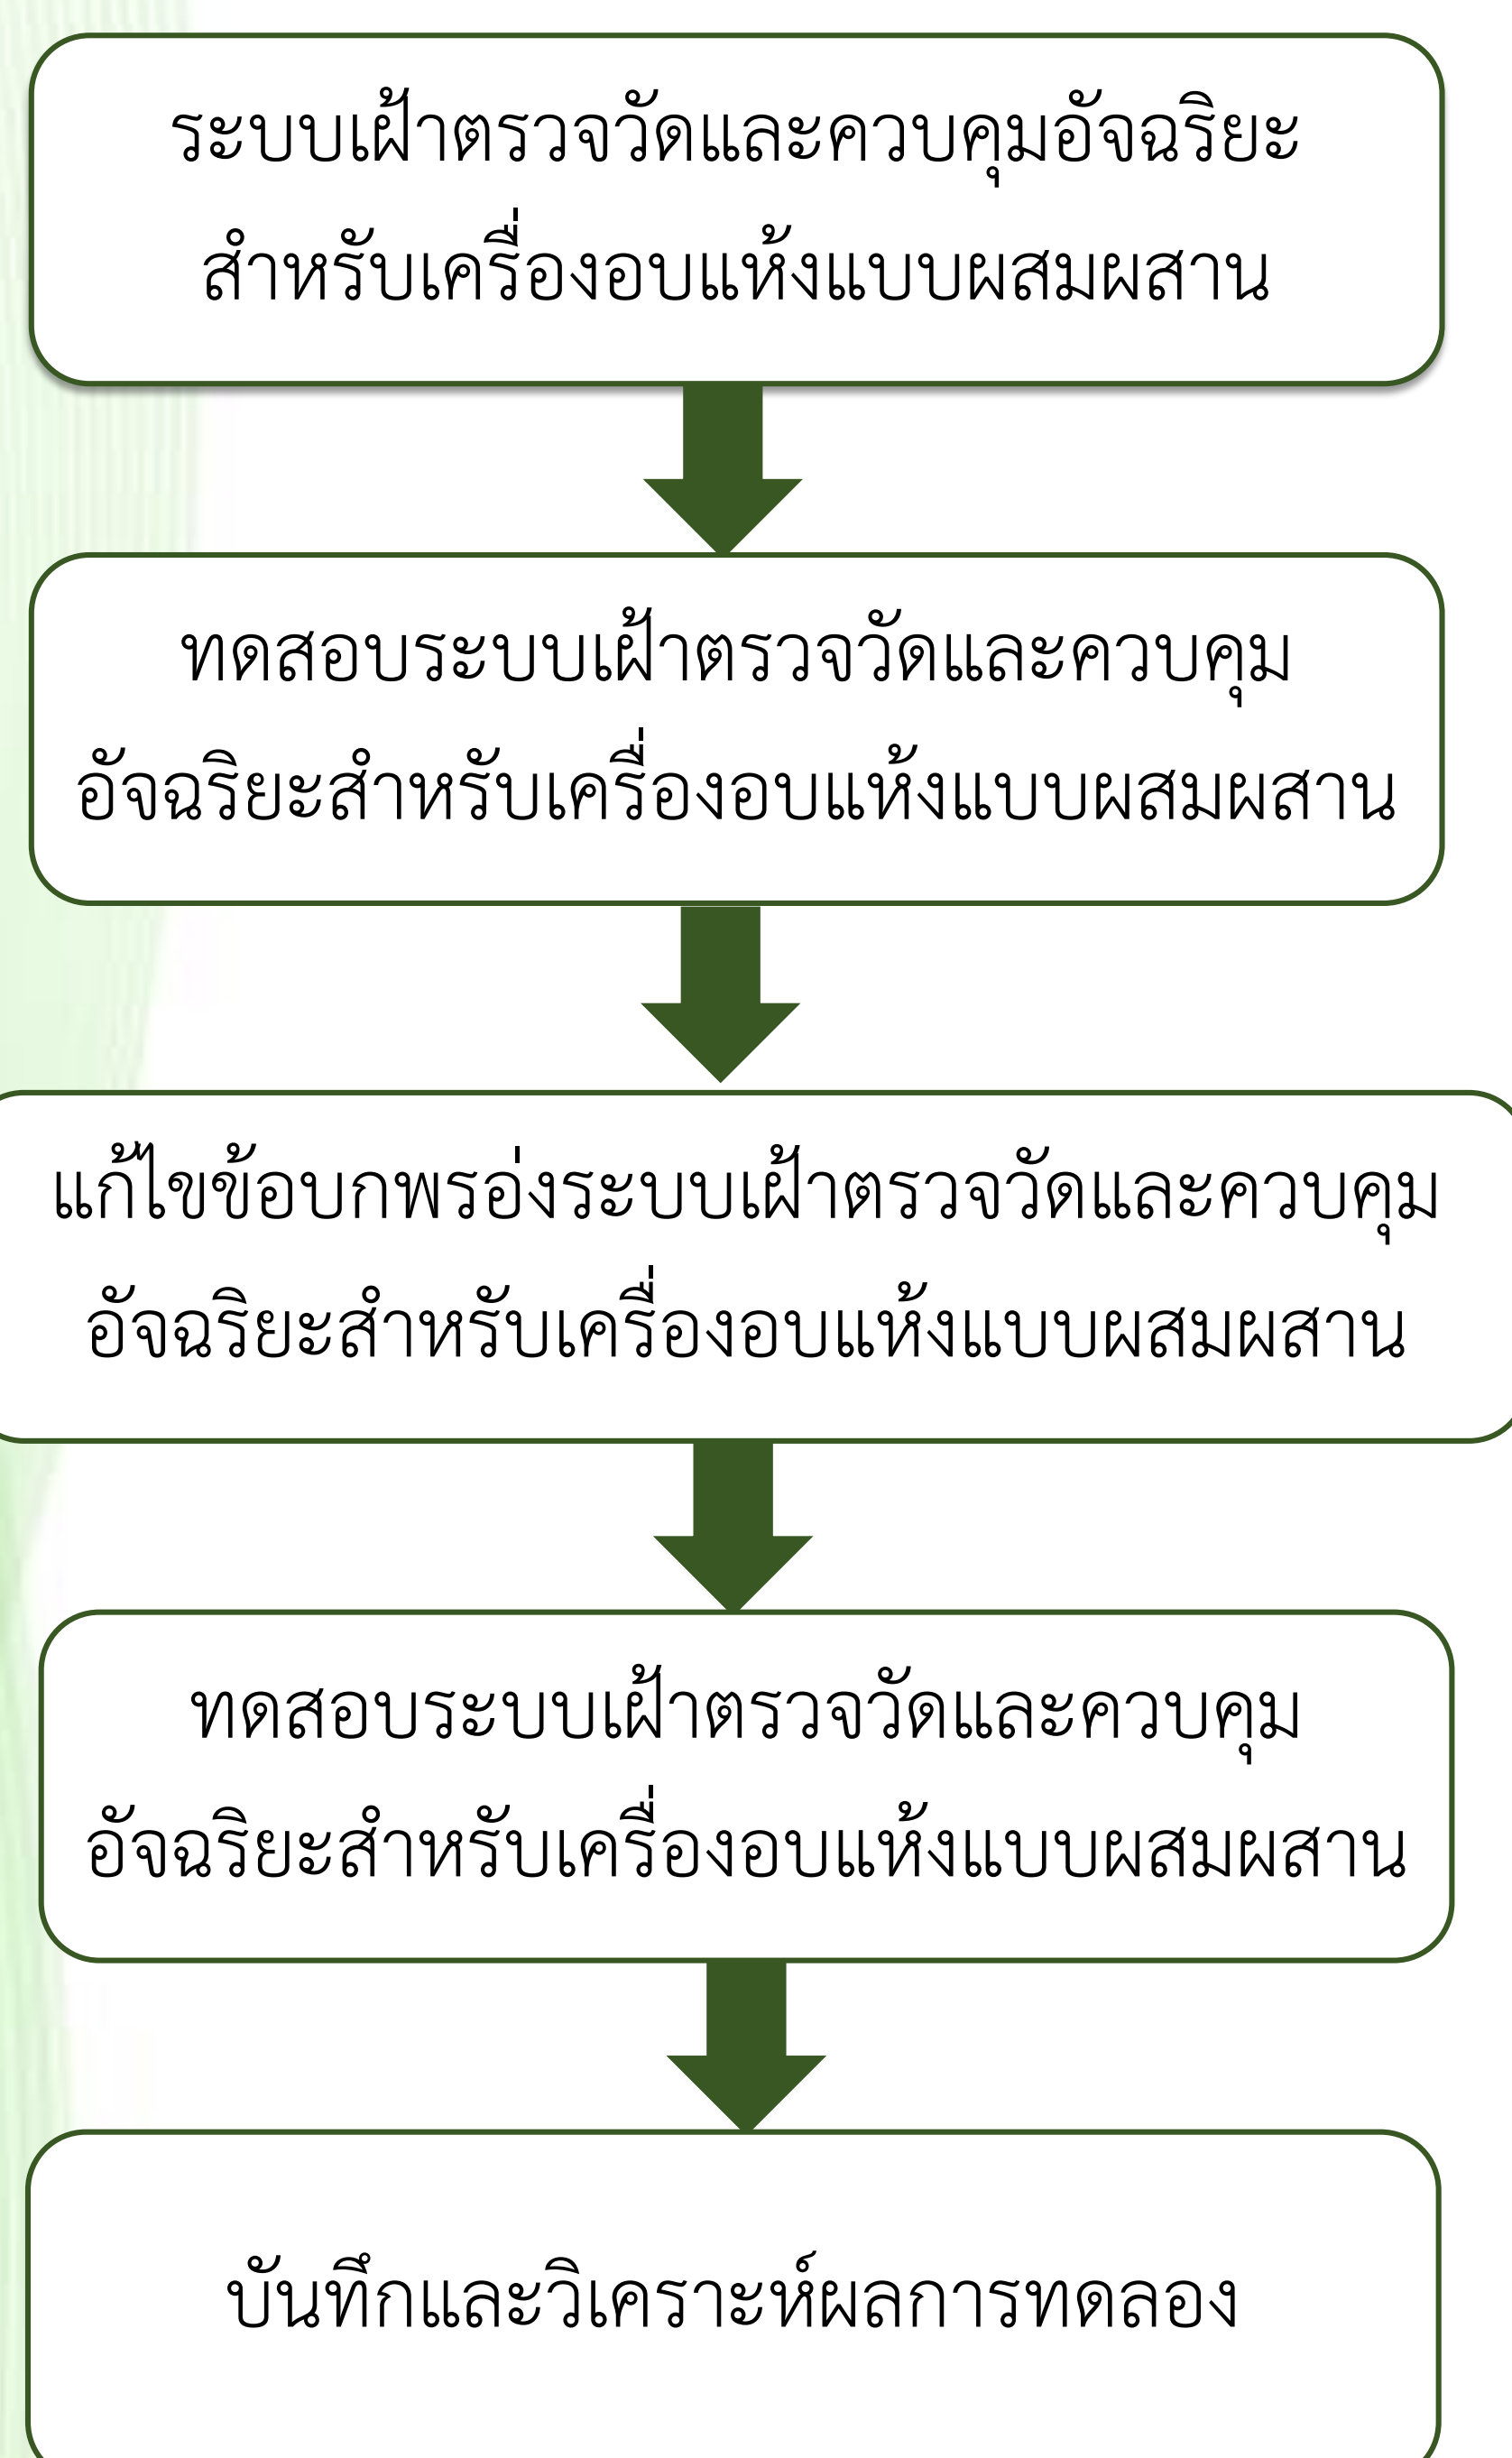 ระบบเฝ้าตรวจวัดและควบคุมอัจฉริยะ
สำหรับเครื่องอบแห้งแบบผสมผสาน
ทดสอบระบบเฝ้าตรวจวัดและควบคุม
อัจฉริยะสำหรับเครื่องอบแห้งแบบผสมผสาน
แก้ไขข้อบกพร่องระบบเฝ้าตรวจวัดและควบคุม
อัจฉริยะสำหรับเครื่องอบแห้งแบบผสมผสาน
ทดสอบระบบเฝ้าตรวจวัดและควบคุม
อัจฉริยะสำหรับเครื่องอบแห้งแบบผสมผสาน
บันทึกและวิเคราะห์ผลการทดลอง